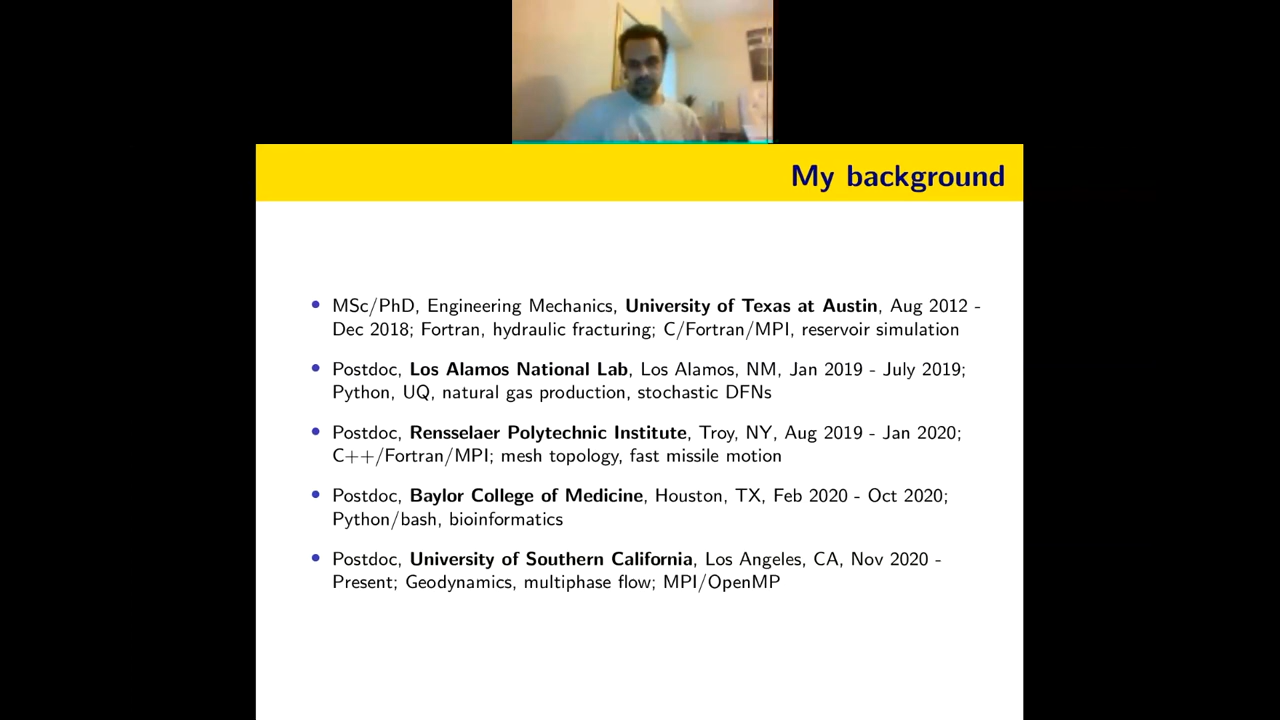 My background
MSc/PhD, Engineering Mechanics, University of Texas at Austin, Aug 2012 -
Dec 2018; Fortran, hydraulic fracturing; C/Fortran/MPI, reservoir simulation
Postdoc, Los Alamos National Lab, Los Alamos, NM, Jan 2019 - July 2019;
Python, UQ, natural gas production, stochastic DFNs
Postdoc, Rensselaer Polytechnic Institute, Troy, NY, Aug 2019 - Jan 2020;
C++/Fortran/MPI; mesh topology, fast missile motion
Postdoc, Baylor College of Medicine, Houston, TX, Feb 2020 - Oct 2020;
Python/bash, bioinformatics
Postdoc, University of Southern California, Los Angeles, CA, Nov 2020 -
Present; Geodynamics, multiphase flow; MPI/OpenMP